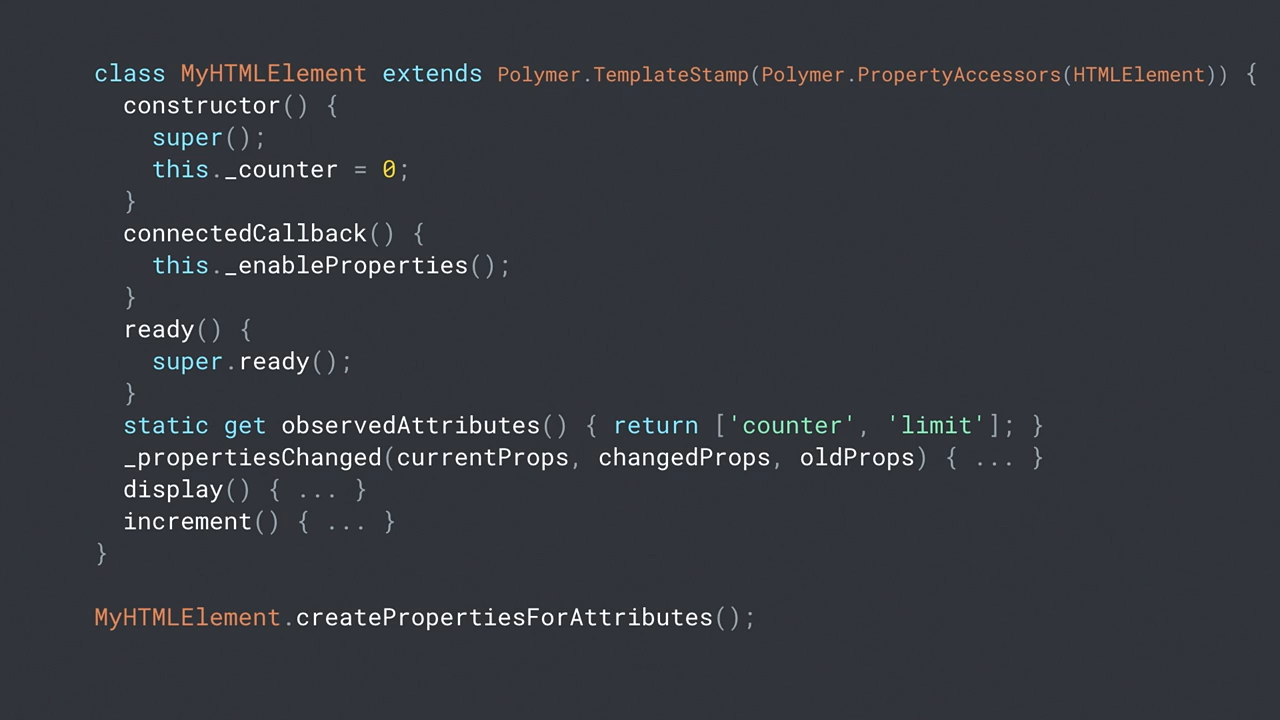 class MyHTMLElement extends Polymer.TemplateStamp(Polymer.PropertyAccessors(HTMLElement)) {
  constructor() {
    super();
    this._counter = 0;
  }
  connectedCallback() {
    this._enableProperties();
  }
  ready() {
    super.ready();
  }
  static get observedAttributes() { return ['counter', 'limit']; }
  _propertiesChanged(currentProps, changedProps, oldProps) { ... }
  display() { ... }
  increment() { ... }
}

MyHTMLElement.createPropertiesForAttributes();